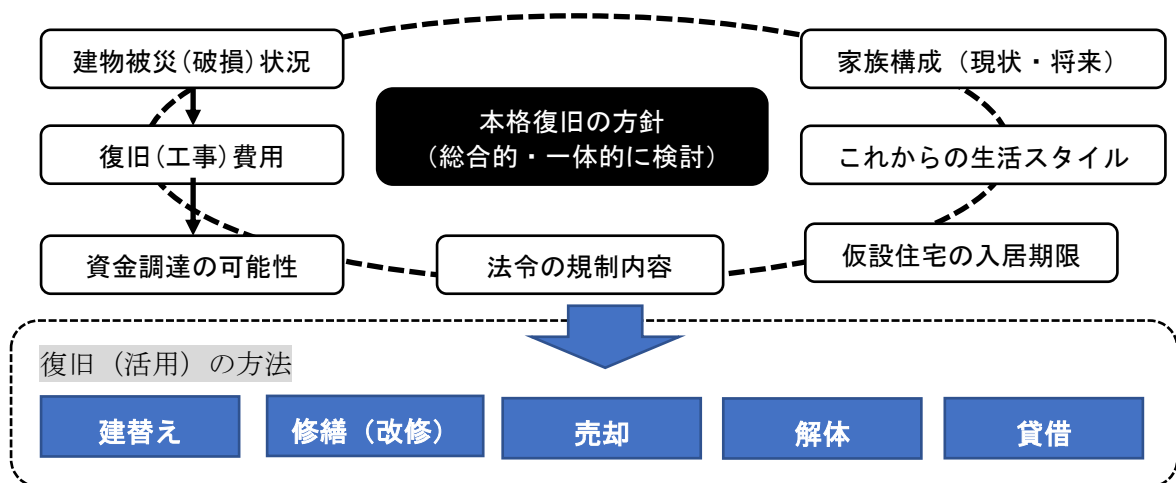 建物被災(破損)状況
家族構成（現状・将来）
本格復旧の方針
（総合的・一体的に検討）
復旧(工事)費用
これからの生活スタイル
資金調達の可能性
法令の規制内容
仮設住宅の入居期限
復旧（活用）の方法
建替え
修繕（改修）
売却
解体
貸借